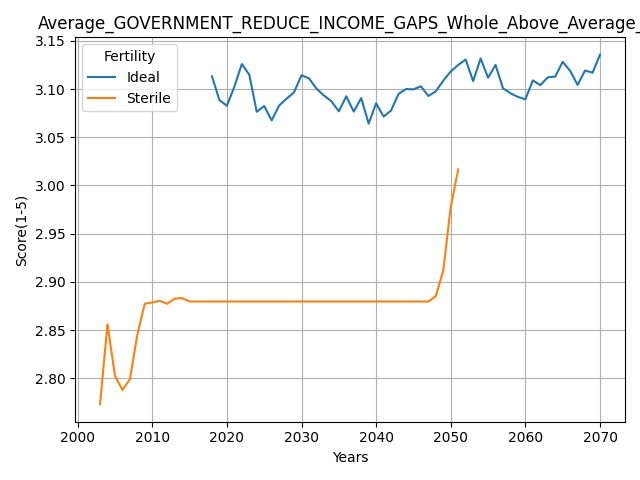 Average_GOVERNMENT_REDUCE_INCOME_GAPS_Whole_Above_Average_
3.15
3.10
3.05
3.00
2.95
2.90
2.85
2.80
Score(1-5)
Fertility
Ideal
Sterile
2000 2010 2020 2030 2040 2050 2060 2070
Years